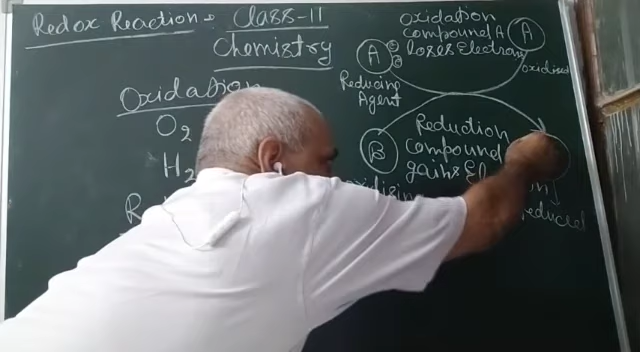 Redox Reaction Class-11
Chemistry
Oxidation
O2
H2
R
A
Reducing
Agent
B
Oxidation
compound A
loses Electrons
A
oxidised
Reduction
compound
gains El
reduced